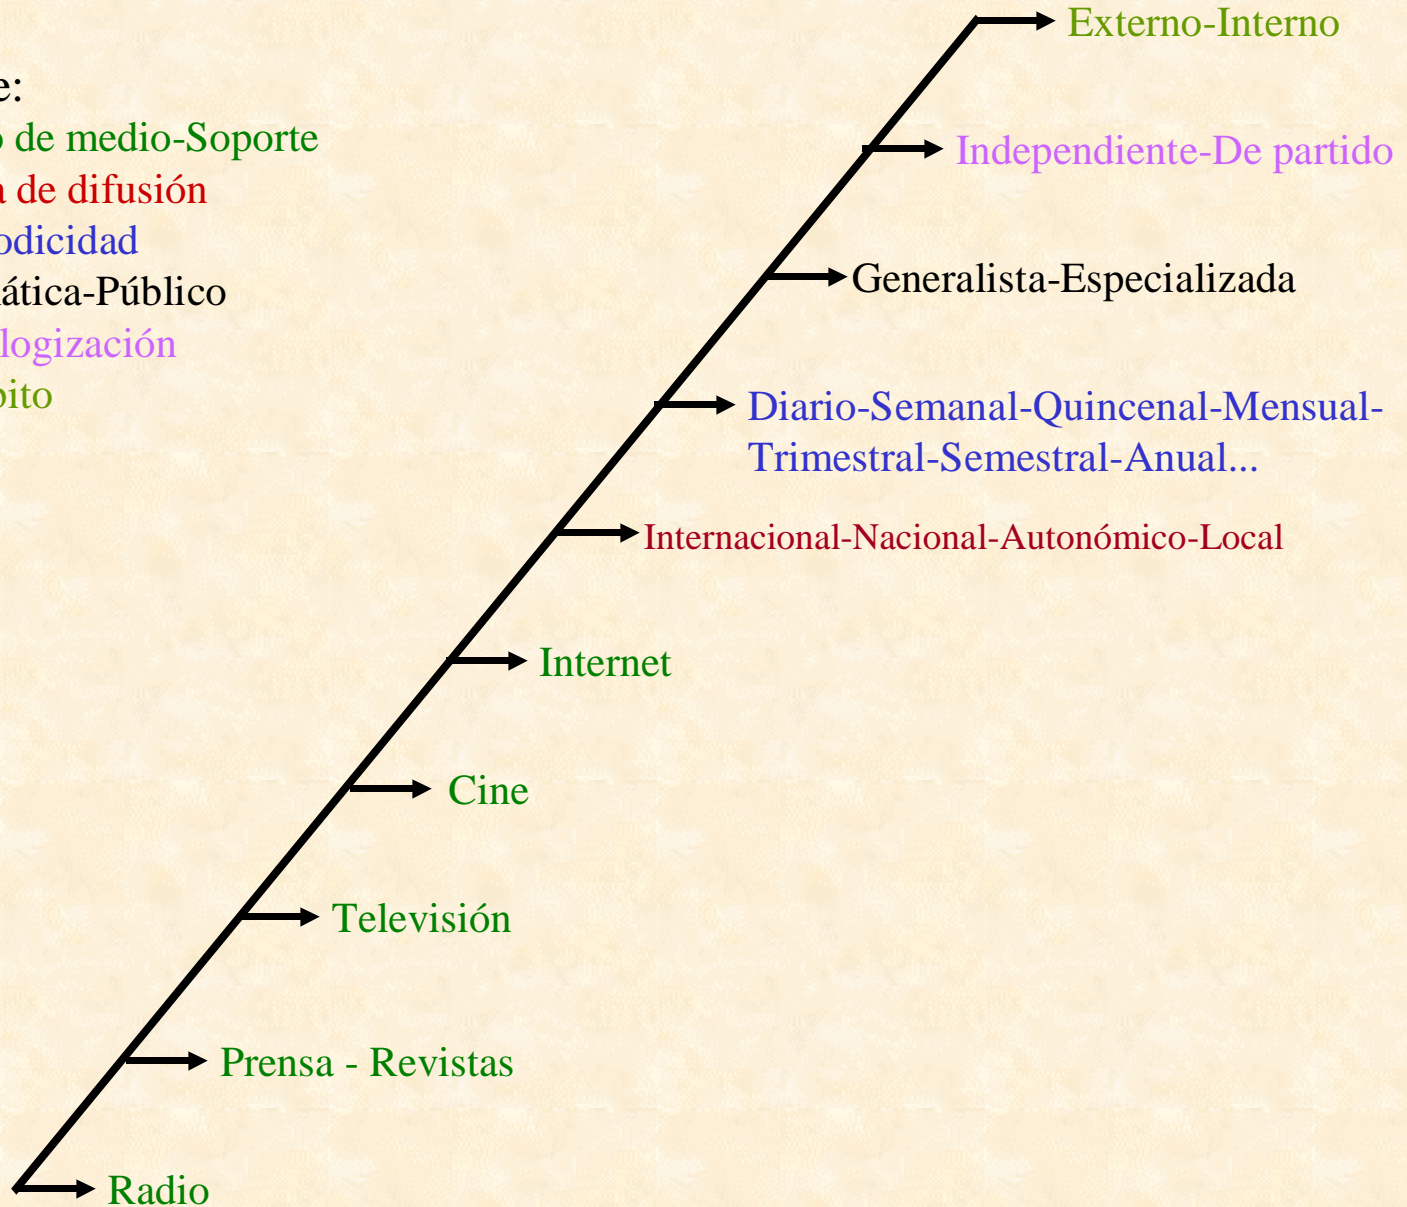 Externo-Interno
e:
o de medio-Soporte
a de difusión
odicidad
ática-Público
logización
ito
Independiente-De partido
Generalista-Especializada
Diario-Semanal-Quincenal-Mensual-
Trimestral-Semestral-Anual...
Internacional-Nacional-Autonómico-Local
Internet
Cine
Televisión
Prensa - Revistas
Radio